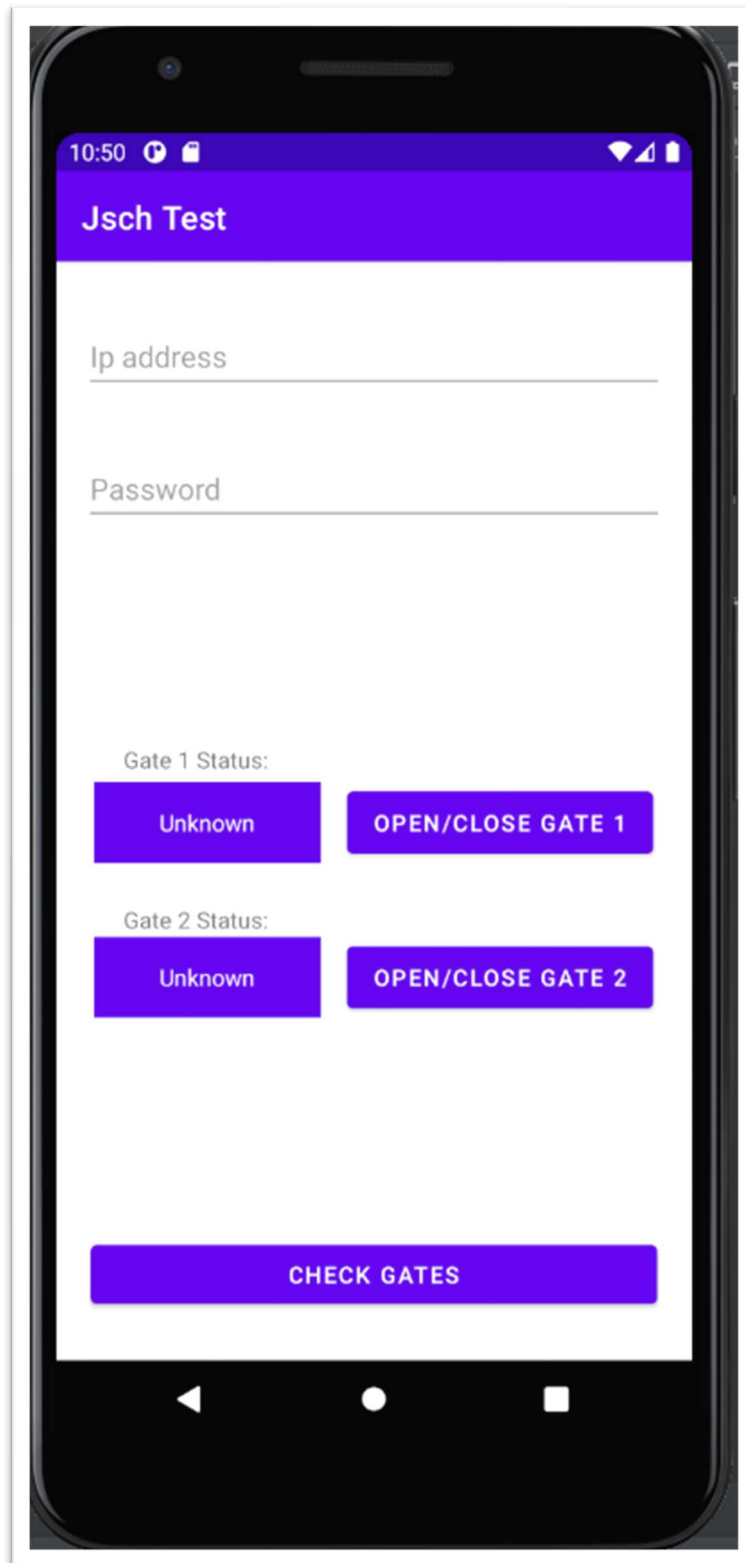 10:50
Jsch Test
Ip address
Password
Gate 1 Status:
Unknown
OPEN/CLOSE GATE 1
Gate 2 Status:
Unknown
OPEN/CLOSE GATE 2
CHECK GATES